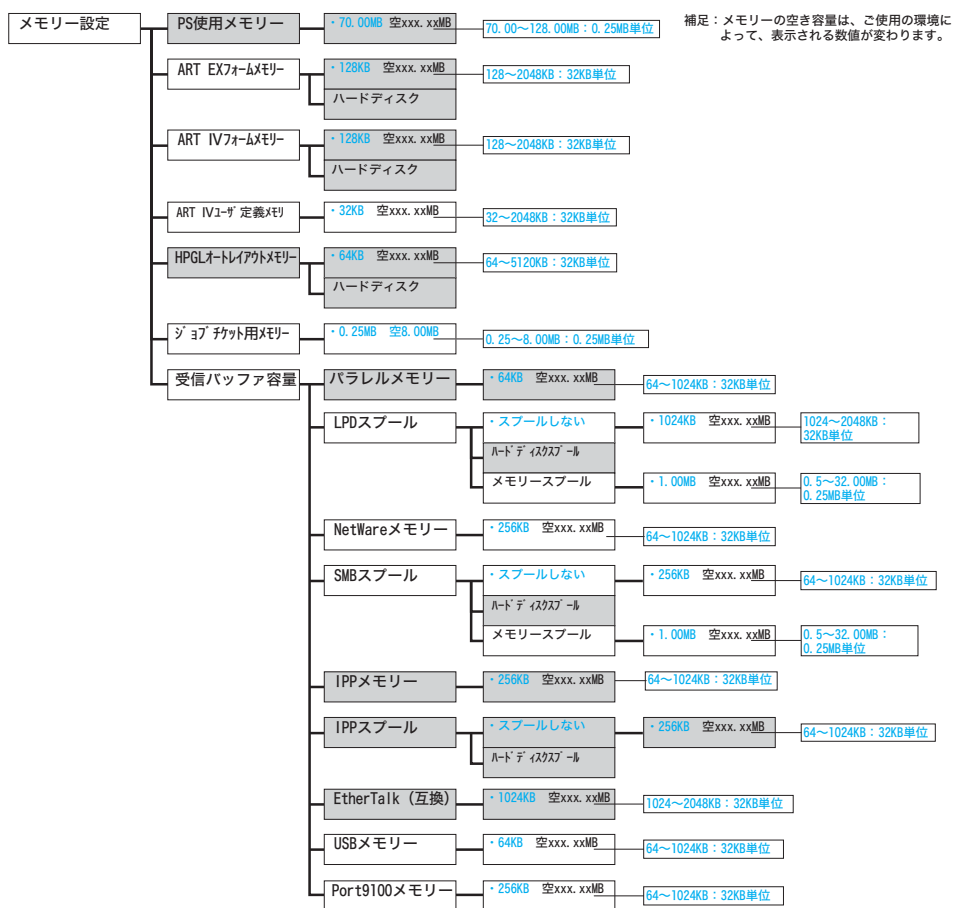 メモリー設定
PS使用メモリー
・70.00MB 空xxx.xxMB
70.00～128.00MB：0.25MB単位
補足：メモリーの空き容量は、ご使用の環境に
よって、表示される数値が変わります。
ART EXフォームメモリー
・128KB 空xxx.xxMB
128～2048KB：32KB単位
ハードディスク
ART IVフォームメモリー
・128KB 空xxx.xxMB
128～2048KB：32KB単位
ハードディスク
ART IVユーザ定義メモリ
・32KB 空xxx.xxMB
32～2048KB：32KB単位
HPGLオートレイアウトメモリー
・64KB 空xxx.xxMB
64～5120KB：32KB単位
ハードディスク
ジョブチケット用メモリー
・0.25MB 空8.00MB
0.25～8.00MB：0.25MB単位
受信バッファ容量
パラレルメモリー
・64KB 空xxx.xxMB
64～1024KB：32KB単位
LPDスプール
・スプールしない
・1024KB 空xxx.xxMB
1024～2048KB：
32KB単位
ハードディスクスプール
メモリースプール
・1.00MB 空xxx.xxMB
0.5～32.00MB：
0.25MB単位
NetWareメモリー
・256KB 空xxx.xxMB
64～1024KB：32KB単位
SMBスプール
・スプールしない
・256KB 空xxx.xxMB
64～1024KB：32KB単位
ハードディスクスプール
メモリースプール
・1.00MB 空xxx.xxMB
0.5～32.00MB：
0.25MB単位
IPPメモリー
・256KB 空xxx.xxMB
64～1024KB：32KB単位
IPPスプール
・スプールしない
・256KB 空xxx.xxMB
64～1024KB：32KB単位
ハードディスクスプール
EtherTalk（互換）
・1024KB 空xxx.xxMB
1024～2048KB：32KB単位
USBメモリー
・64KB 空xxx.xxMB
64～1024KB：32KB単位
Port9100メモリー
・256KB 空xxx.xxMB
64～1024KB：32KB単位